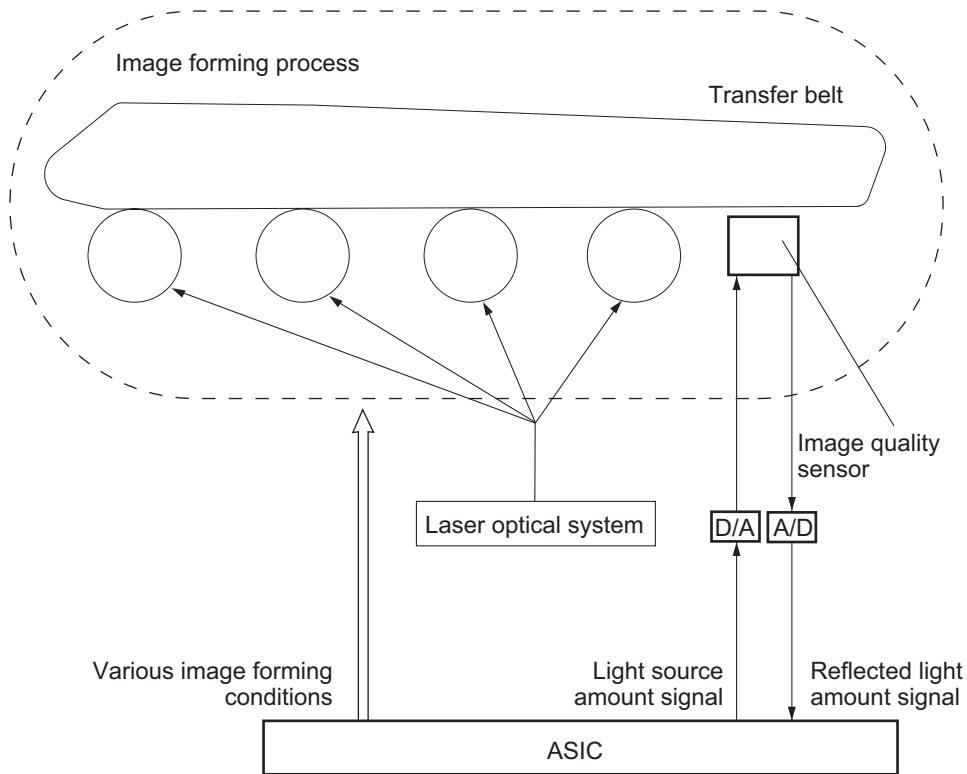 Image forming process
Transfer belt
Image quality
sensor
Laser optical system
D/A
A/D
Various image forming
conditions
Light source
amount signal
Reflected light
amount signal
ASIC